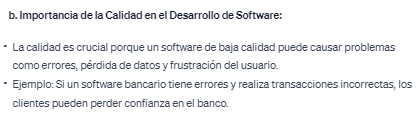 b. Importancia de la Calidad en el Desarrollo de Software:
• La calidad es crucial porque un software de baja calidad puede causar problemas
como errores, pérdida de datos y frustración del usuario.
• Ejemplo: Si un software bancario tiene errores y realiza transacciones incorrectas, los
clientes pueden perder confianza en el banco.